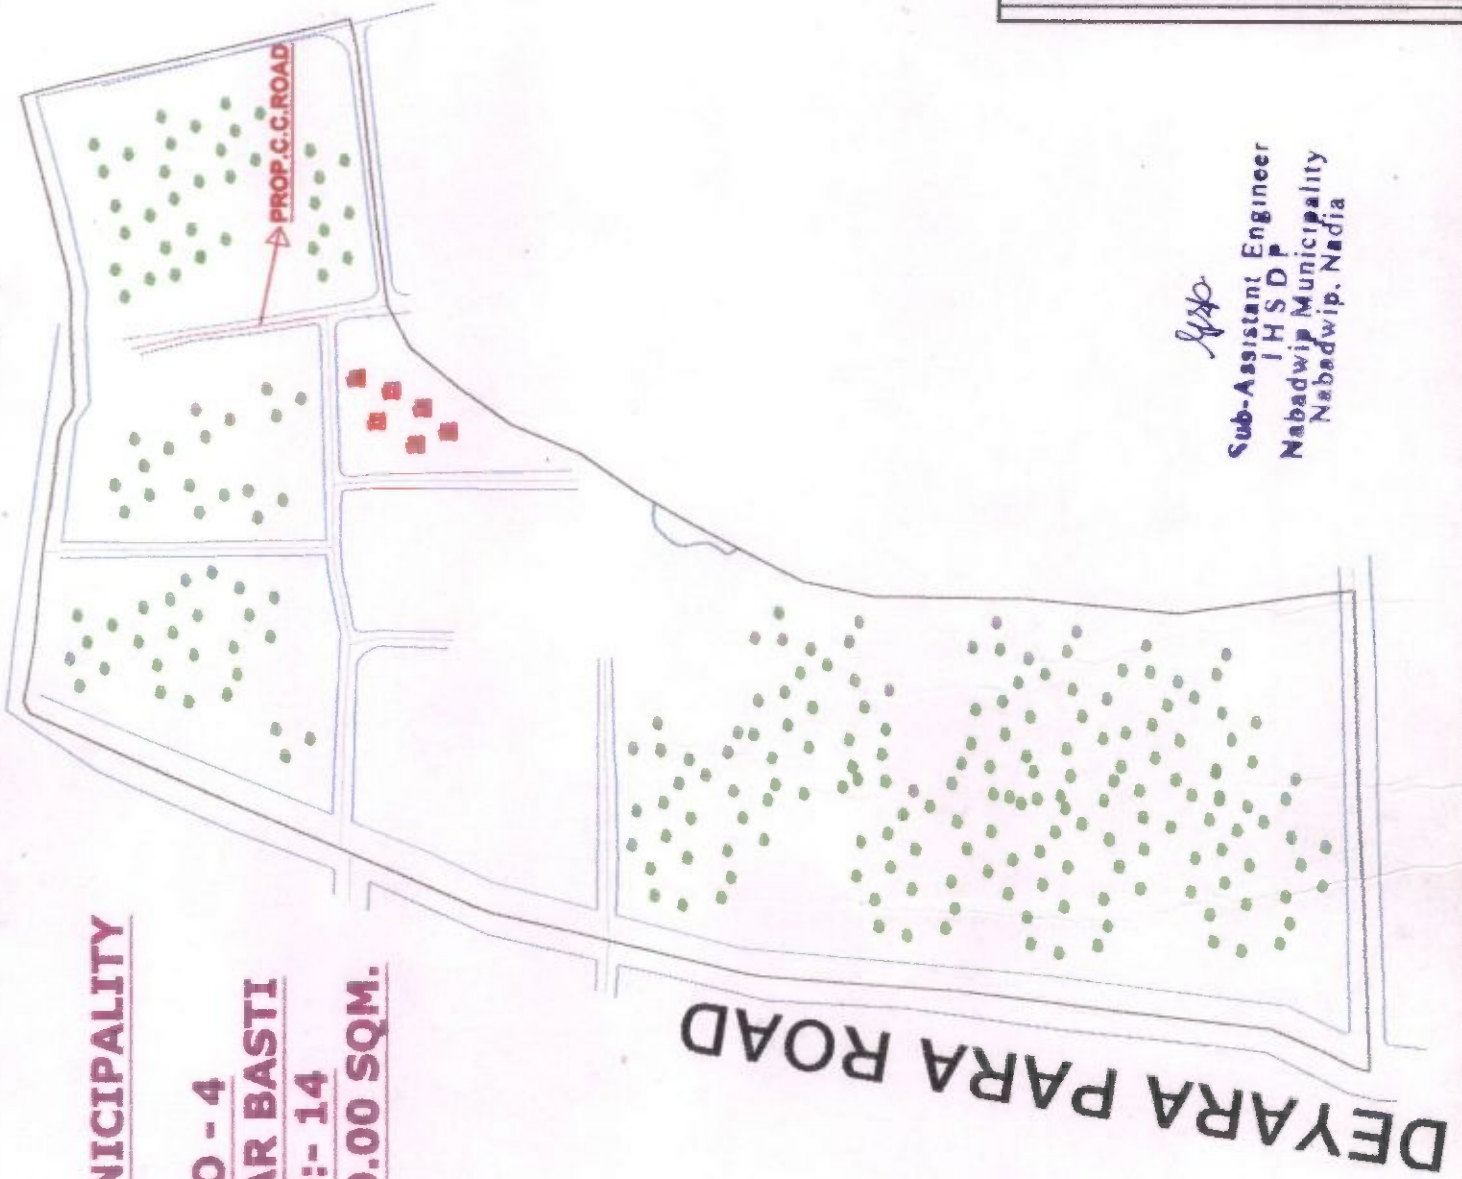 NICIPALITY
O - 4
AR BASTI
:- 14
0.00 SQM.
PROP.C.C.ROAD
DEYARA PARA ROAD
Sub-Assistant Engineer
I H S D P
Nabadwip Municipality
Nabadwip, Nadia